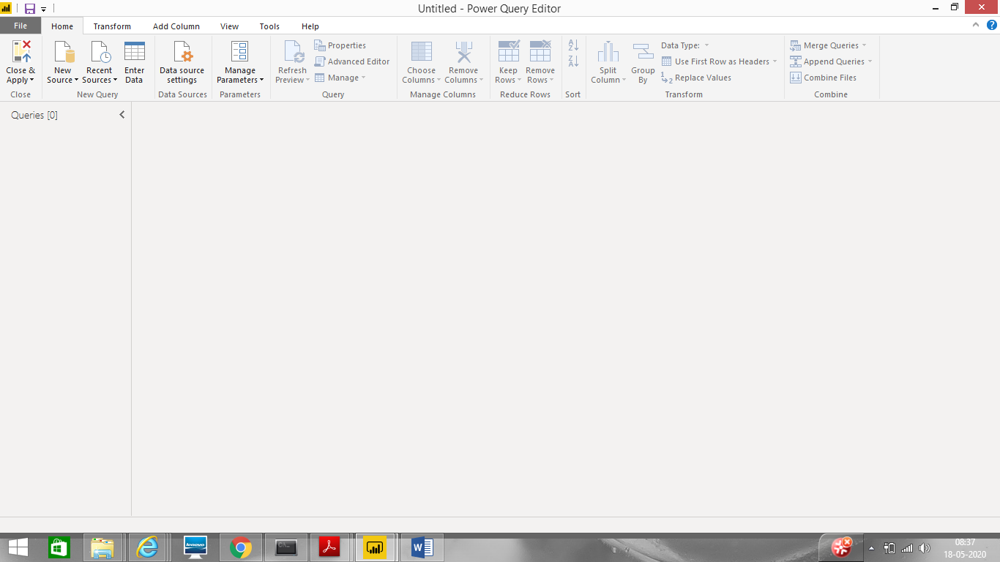 Untitled - Power Query Editor
File Home Transform Add Column View Tools Help
Close & Apply
New Source
Recent Sources
Enter Data
Data source settings
Manage Parameters
Refresh Preview
Properties
Advanced Editor
Manage
Choose Columns
Remove Columns
Keep Rows
Remove Rows
A Z
Z A
Split Column
Group By
Data Type:
Use First Row as Headers
1 2 Replace Values
Merge Queries
Append Queries
Combine Files
Close New Query Data Sources Parameters Query Manage Columns Reduce Rows Sort Transform Combine
Queries [0]
lenovo
08:37
18-05-2020